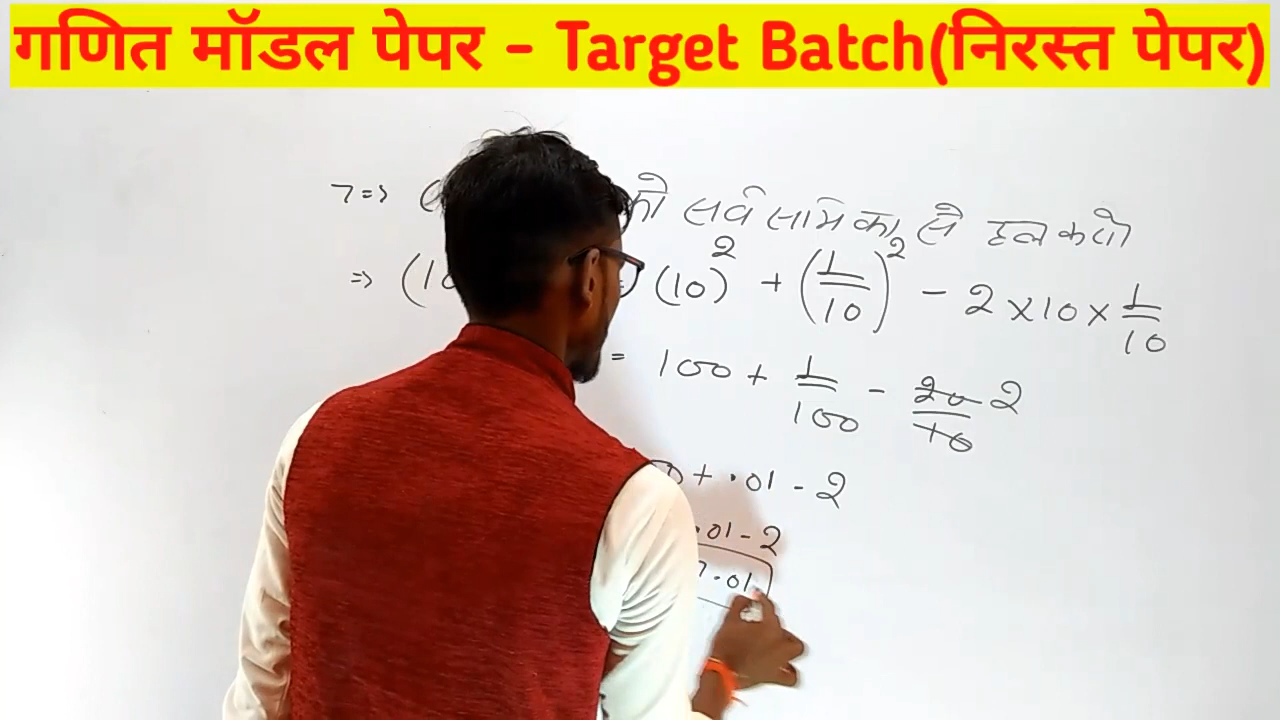 गणित मॉडल पेपर - Target Batch(निरस्त पेपर)
7 => ( को सर्व सामिका से हल करो
=> (10 (10)² + (1/10)² - 2 × 10 × 1/10
= 100 + 1/100 - 20/10 2
+ .01 - 2
.01 - 2
7.01